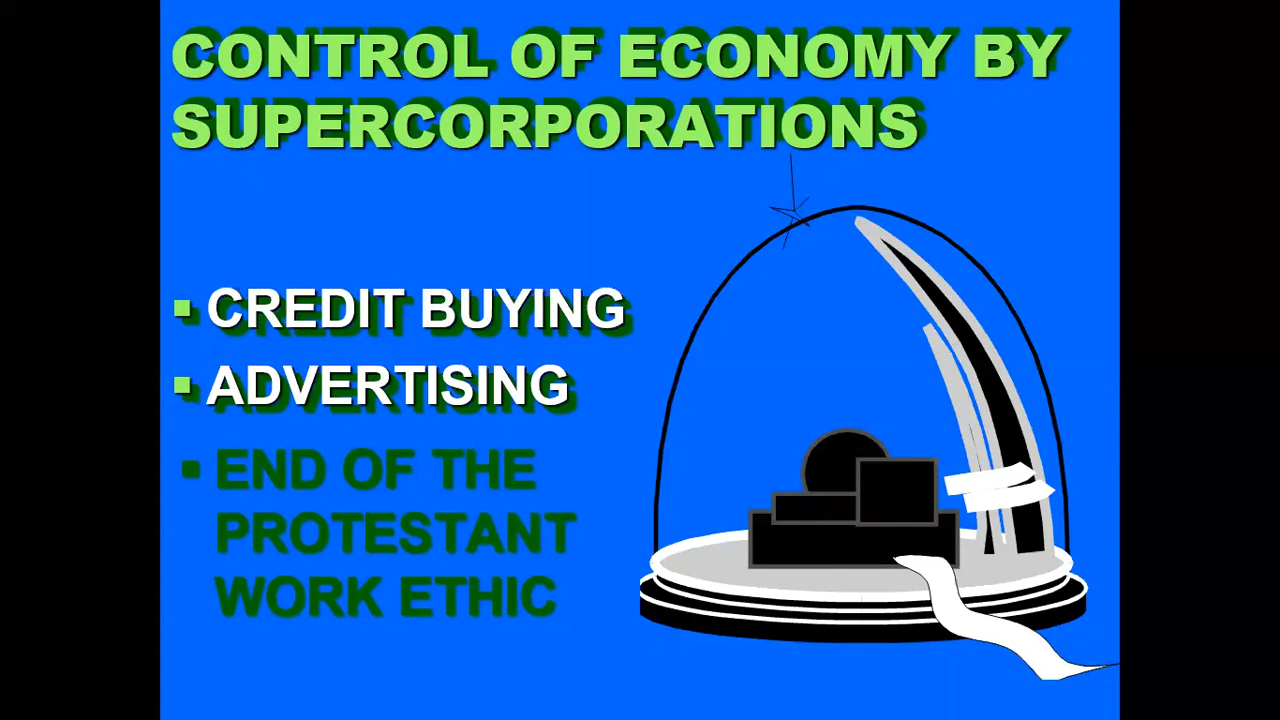 CONTROL OF ECONOMY BY
SUPERCORPORATIONS
▪ CREDIT BUYING
▪ ADVERTISING
▪ END OF THE
PROTESTANT
WORK ETHIC